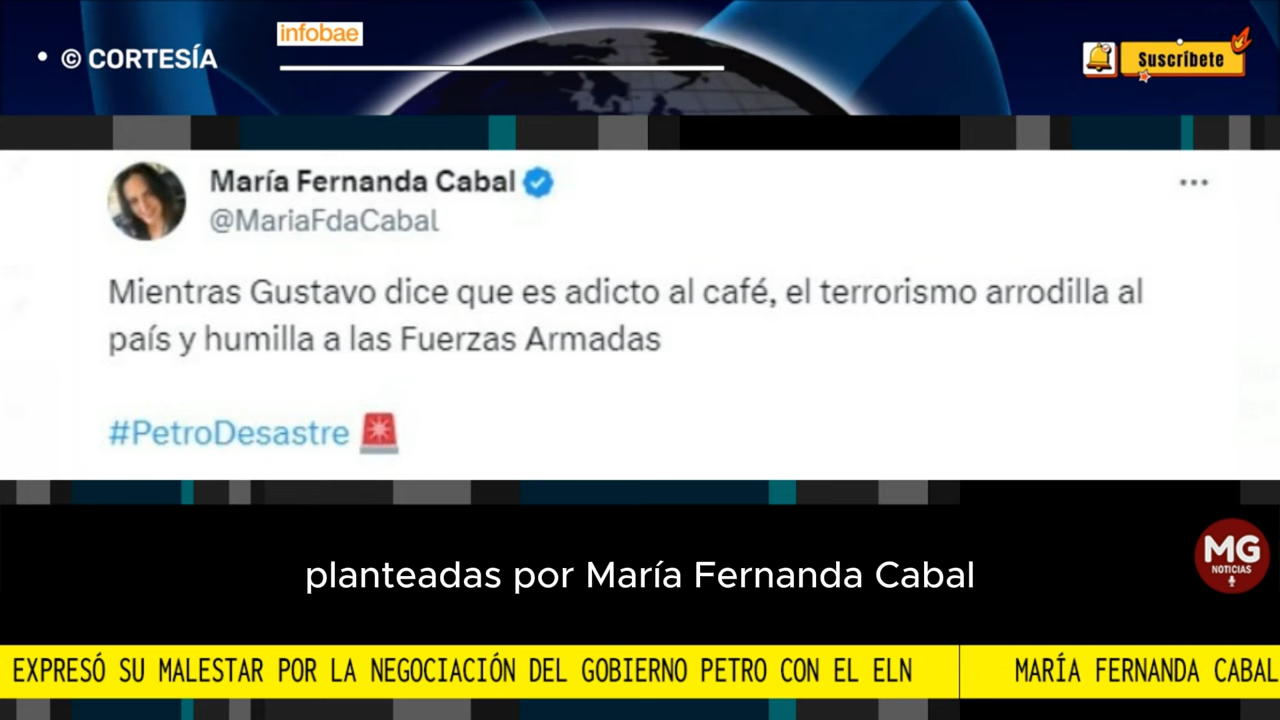 infobae
• © CORTESÍA
Suscríbete
María Fernanda Cabal
@MariaFdaCabal
Mientras Gustavo dice que es adicto al café, el terrorismo arrodilla al
país y humilla a las Fuerzas Armadas
#PetroDesastre 🚨
planteadas por María Fernanda Cabal
MG
NOTICIAS
EXPRESÓ SU MALESTAR POR LA NEGOCIACIÓN DEL GOBIERNO PETRO CON EL ELN
MARÍA FERNANDA CABAL